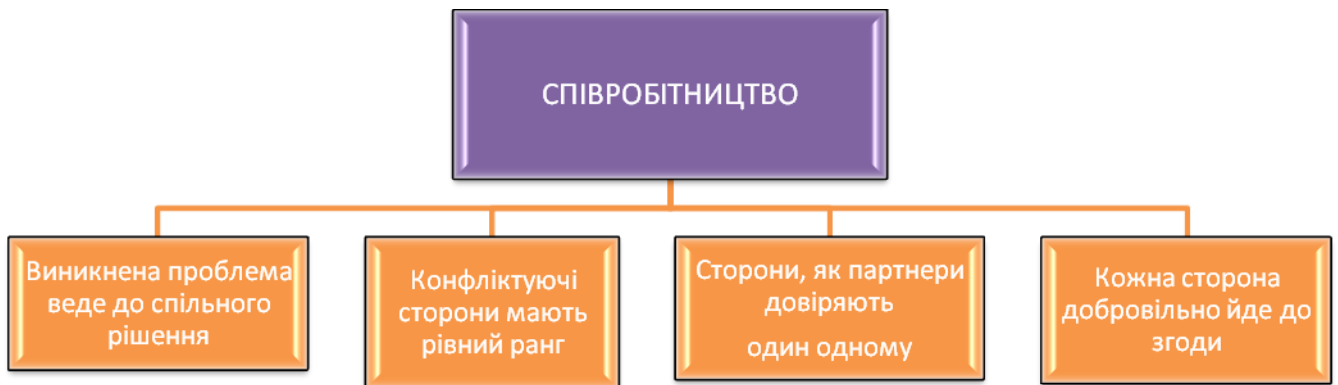 СПІВРОБІТНИЦТВО
Виникнена проблема
веде до спільного
рішення
Конфліктуючі
сторони мають
рівний ранг
Сторони, як партнери
довіряють
один одному
Кожна сторона
добровільно йде до
згоди